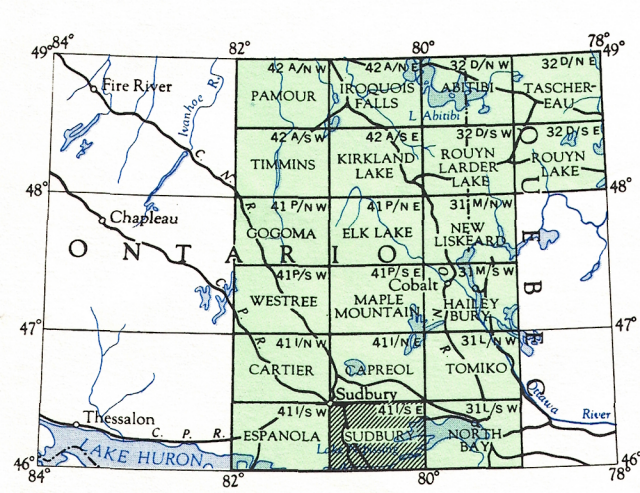 49° 84° 82° 80° 78° 49°
42 A/N W 42 A/N E 32 D/N W 32 D/N E
Fire River
PAMOUR IROQUOIS FALLS ABITIBI TASCHER-
EAU
Ivanhoe R.
L. Abitibi
42 A/S W 42 A/S E 32 D/S W 32 D/S E
C. N. R.
TIMMINS KIRKLAND LAKE ROUYN LARDER LAKE ROUYN LAKE
48° 48°
41 P/N W 41 P/N E 31 M/N W
Chapleau
GOGOMA ELK LAKE NEW LISKEARD
ONTARIO
QUEBEC
41 P/S W 41 P/S E 31 M/S W
Cobalt
C. P. R.
WESTREE MAPLE MOUNTAIN HAILEY BURY
O. N. R.
47° 47°
41 I/N W 41 I/N E 31 L/N W
CARTIER CAPREOL TOMIKO
Sudbury
Ottawa River
41 I/S W 41 I/S E 31 L/S W
Thessalon
C. P. R.
ESPANOLA SUDBURY NORTH BAY
LAKE HURON
46° 46°
84° 82° 80° 78°